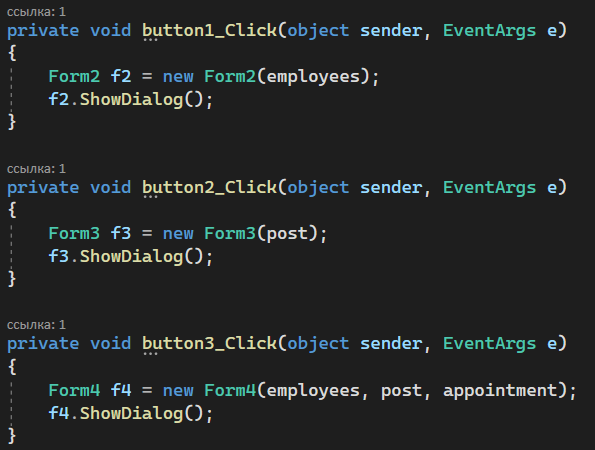 ссылка: 1
private void button1_Click(object sender, EventArgs e)
{
    Form2 f2 = new Form2(employees);
    f2.ShowDialog();
}
ссылка: 1
private void button2_Click(object sender, EventArgs e)
{
    Form3 f3 = new Form3(post);
    f3.ShowDialog();
}
ссылка: 1
private void button3_Click(object sender, EventArgs e)
{
    Form4 f4 = new Form4(employees, post, appointment);
    f4.ShowDialog();
}